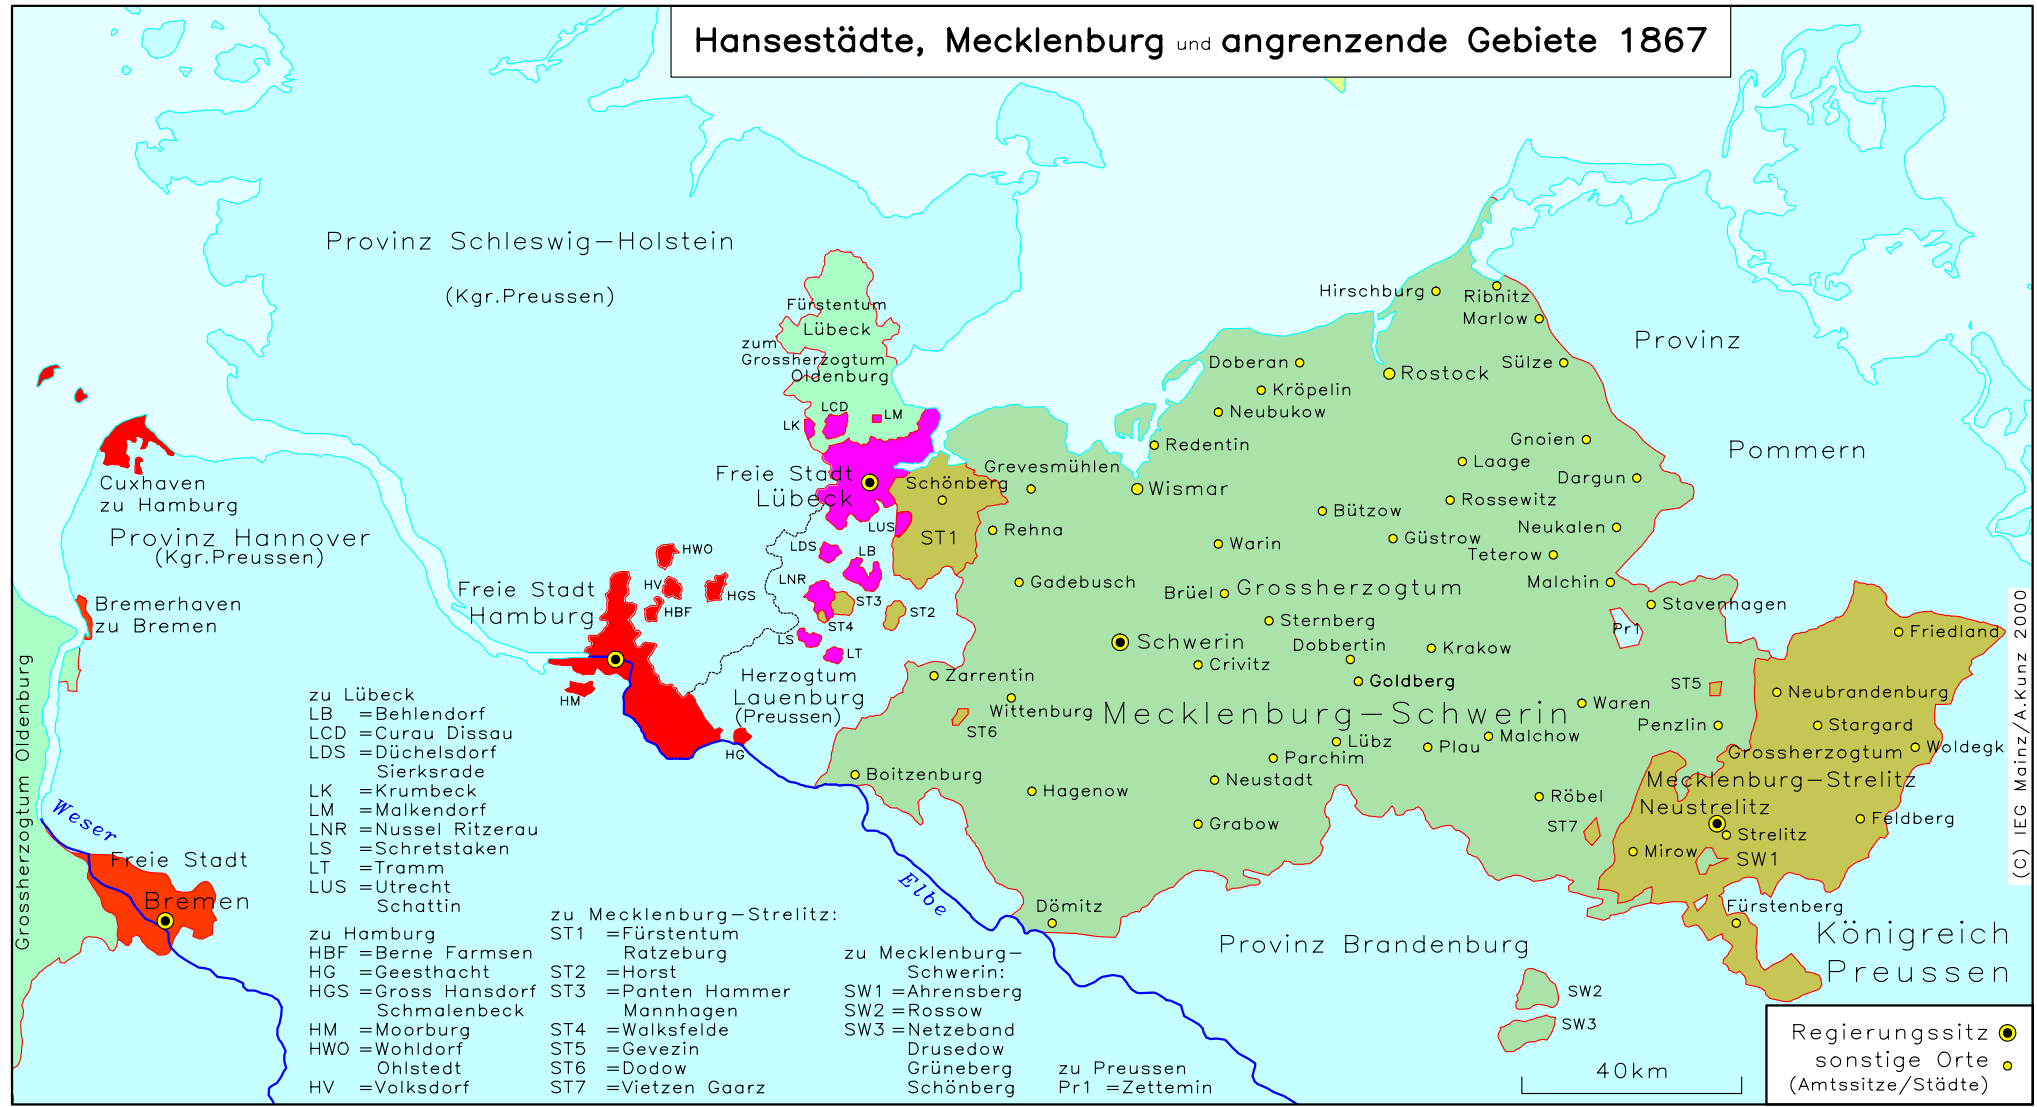 Hansestädte, Mecklenburg und angrenzende Gebiete 1867
Provinz Schleswig-Holstein
(Kgr.Preussen)
Fürstentum
Lübeck
zum
Grossherzogtum
Oldenburg
LCD
LM
LK
Freie Stadt
Lübeck
Schönberg
LUS
ST1
LDS
LB
LNR
ST3
ST2
ST4
LS
LT
Herzogtum
Lauenburg
(Preussen)
Cuxhaven
zu Hamburg
Provinz Hannover
(Kgr.Preussen)
Bremerhaven
zu Bremen
Freie Stadt
Hamburg
HWO
HV
HGS
HBF
HM
HG
Grossherzogtum Oldenburg
Weser
Freie Stadt
Bremen
Hirschburg
Ribnitz
Marlow
Doberan
Sülze
Kröpelin
Rostock
Neubukow
Redentin
Gnoien
Grevesmühlen
Laage
Dargun
Wismar
Rossewitz
Bützow
Rehna
Neukalen
Warin
Güstrow
Teterow
Gadebusch
Malchin
Brüel
Grossherzogtum
Stavenhagen
Sternberg
Pr1
Schwerin
Dobbertin
Krakow
Crivitz
Zarrentin
Goldberg
Wittenburg
Mecklenburg-Schwerin
Waren
ST5
ST6
Penzlin
Lübz
Plau
Malchow
Parchim
Boitzenburg
Neustadt
Hagenow
Röbel
Grabow
ST7
Elbe
Dömitz
Provinz
Pommern
Friedland
Neubrandenburg
Stargard
Grossherzogtum
Woldegk
Mecklenburg-Strelitz
Neustrelitz
Feldberg
Strelitz
Mirow
SW1
Fürstenberg
Provinz Brandenburg
Königreich
Preussen
SW2
SW3
(C) IEG Mainz/A.Kunz 2000
zu Lübeck
LB =Behlendorf
LCD =Curau Dissau
LDS =Düchelsdorf
Sierksrade
LK =Krumbeck
LM =Malkendorf
LNR =Nussel Ritzerau
LS =Schretstaken
LT =Tramm
LUS =Utrecht
Schattin
zu Hamburg
HBF =Berne Farmsen
HG =Geesthacht
HGS =Gross Hansdorf
Schmalenbeck
HM =Moorburg
HWO =Wohldorf
Ohlstedt
HV =Volksdorf
zu Mecklenburg-Strelitz:
ST1 =Fürstentum
Ratzeburg
ST2 =Horst
ST3 =Panten Hammer
Mannhagen
ST4 =Walksfelde
ST5 =Gevezin
ST6 =Dodow
ST7 =Vietzen Gaarz
zu Mecklenburg-
Schwerin:
SW1 =Ahrensberg
SW2 =Rossow
SW3 =Netzeband
Drusedow
Grüneberg
Schönberg
zu Preussen
Pr1 =Zettemin
40km
Regierungssitz
sonstige Orte
(Amtssitze/Städte)